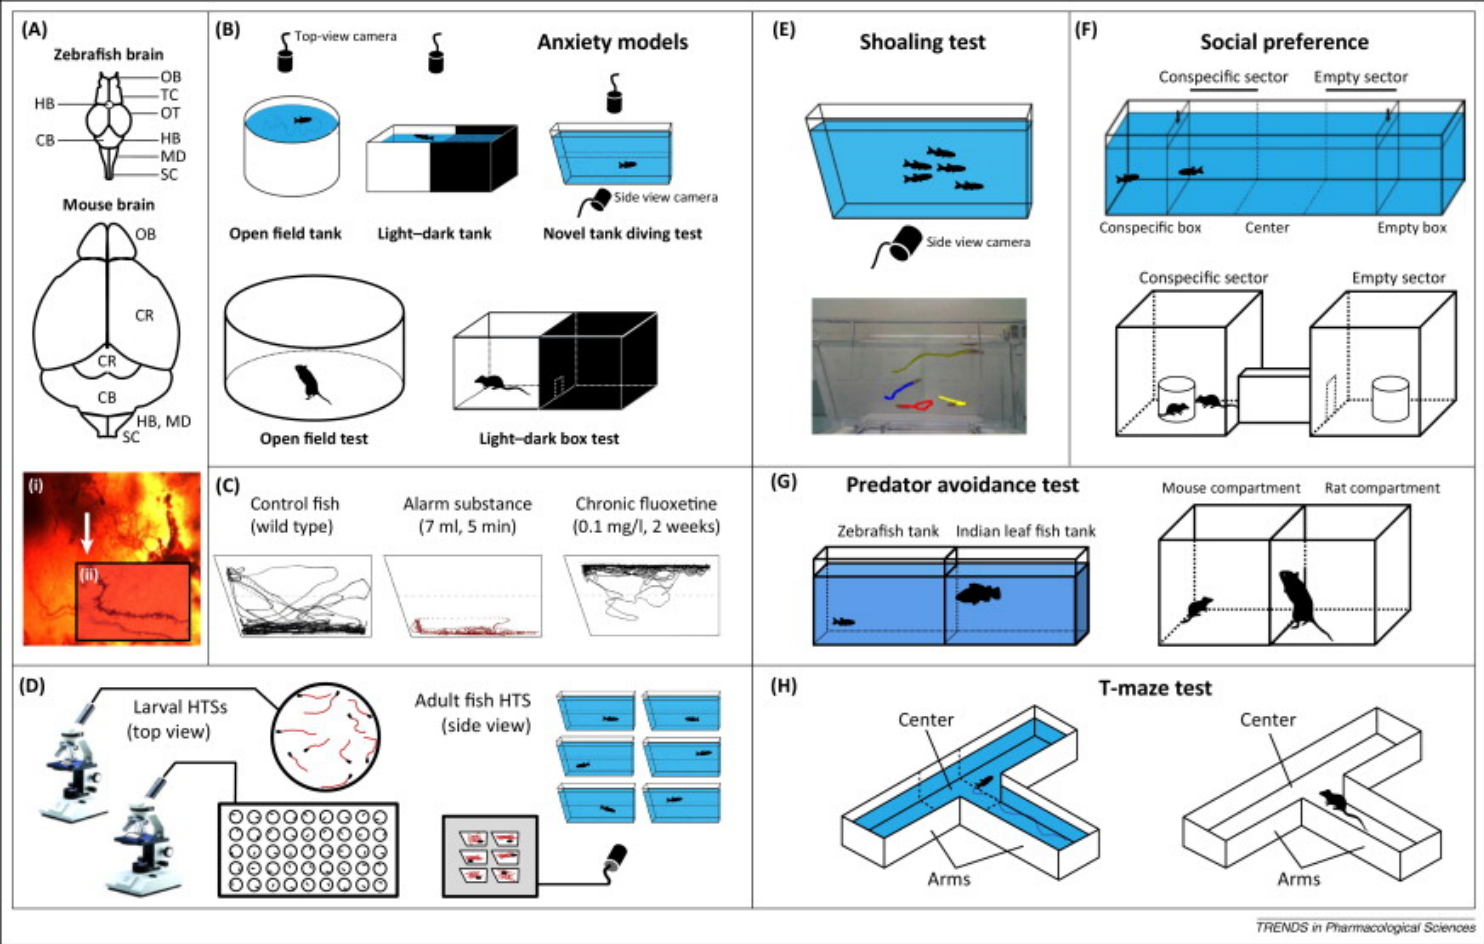 (A)
Zebrafish brain
OB
TC
HB
OT
CB
HB
MD
SC
Mouse brain
OB
CR
CR
CB
HB, MD
SC
(i)
(ii)
(B)
Top-view camera
Anxiety models
Side view camera
Open field tank
Light–dark tank
Novel tank diving test
Open field test
Light–dark box test
(C)
Control fish
(wild type)
Alarm substance
(7 ml, 5 min)
Chronic fluoxetine
(0.1 mg/l, 2 weeks)
(D)
Larval HTSs
(top view)
Adult fish HTS
(side view)
(E)
Shoaling test
Side view camera
(F)
Social preference
Conspecific sector
Empty sector
Conspecific box
Center
Empty box
Conspecific sector
Empty sector
(G)
Predator avoidance test
Zebrafish tank
Indian leaf fish tank
Mouse compartment
Rat compartment
(H)
T-maze test
Center
Arms
Center
Arms
TRENDS in Pharmacological Sciences